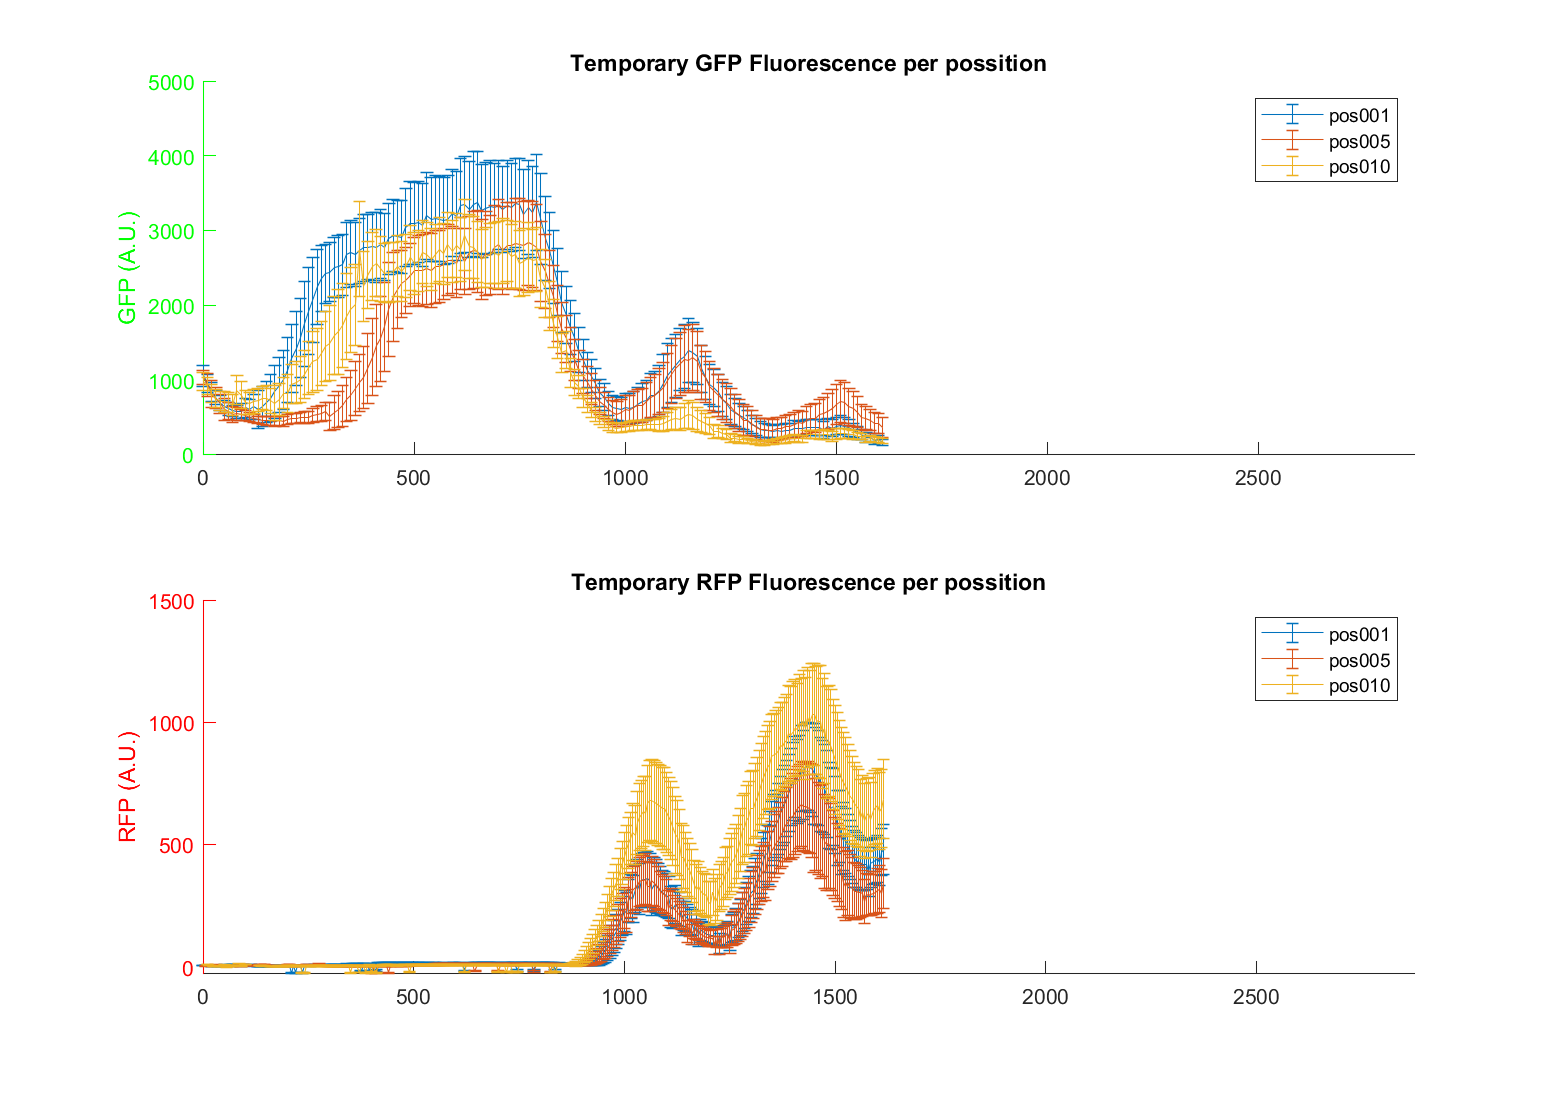 Temporary GFP Fluorescence per possition
5000
4000
3000
2000
1000
0
GFP (A.U.)
0 500 1000 1500 2000 2500
pos001
pos005
pos010
Temporary RFP Fluorescence per possition
1500
1000
500
0
RFP (A.U.)
0 500 1000 1500 2000 2500
pos001
pos005
pos010